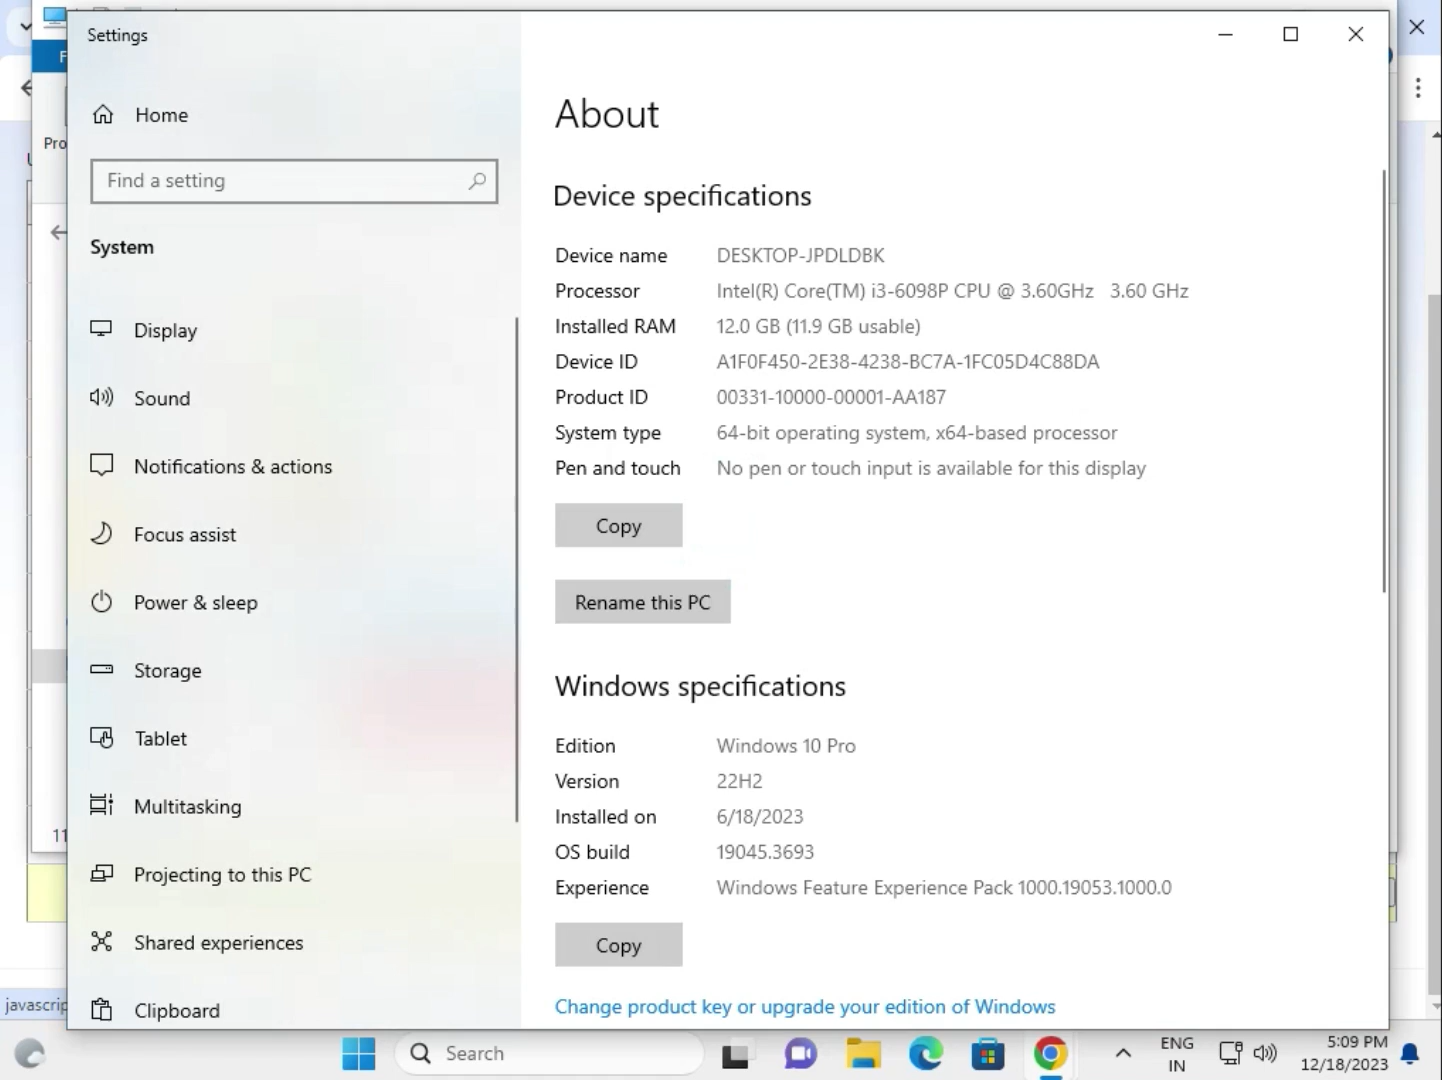 Settings
Home
Find a setting
System
Display
Sound
Notifications & actions
Focus assist
Power & sleep
Storage
Tablet
Multitasking
Projecting to this PC
Shared experiences
Clipboard
About
Device specifications
Device name DESKTOP-JPDLDBK
Processor Intel(R) Core(TM) i3-6098P CPU @ 3.60GHz 3.60 GHz
Installed RAM 12.0 GB (11.9 GB usable)
Device ID A1F0F450-2E38-4238-BC7A-1FC05D4C88DA
Product ID 00331-10000-00001-AA187
System type 64-bit operating system, x64-based processor
Pen and touch No pen or touch input is available for this display
Copy
Rename this PC
Windows specifications
Edition Windows 10 Pro
Version 22H2
Installed on 6/18/2023
OS build 19045.3693
Experience Windows Feature Experience Pack 1000.19053.1000.0
Copy
Change product key or upgrade your edition of Windows
F
Pro
11
javascrip
Search
ENG
IN
5:09 PM
12/18/2023